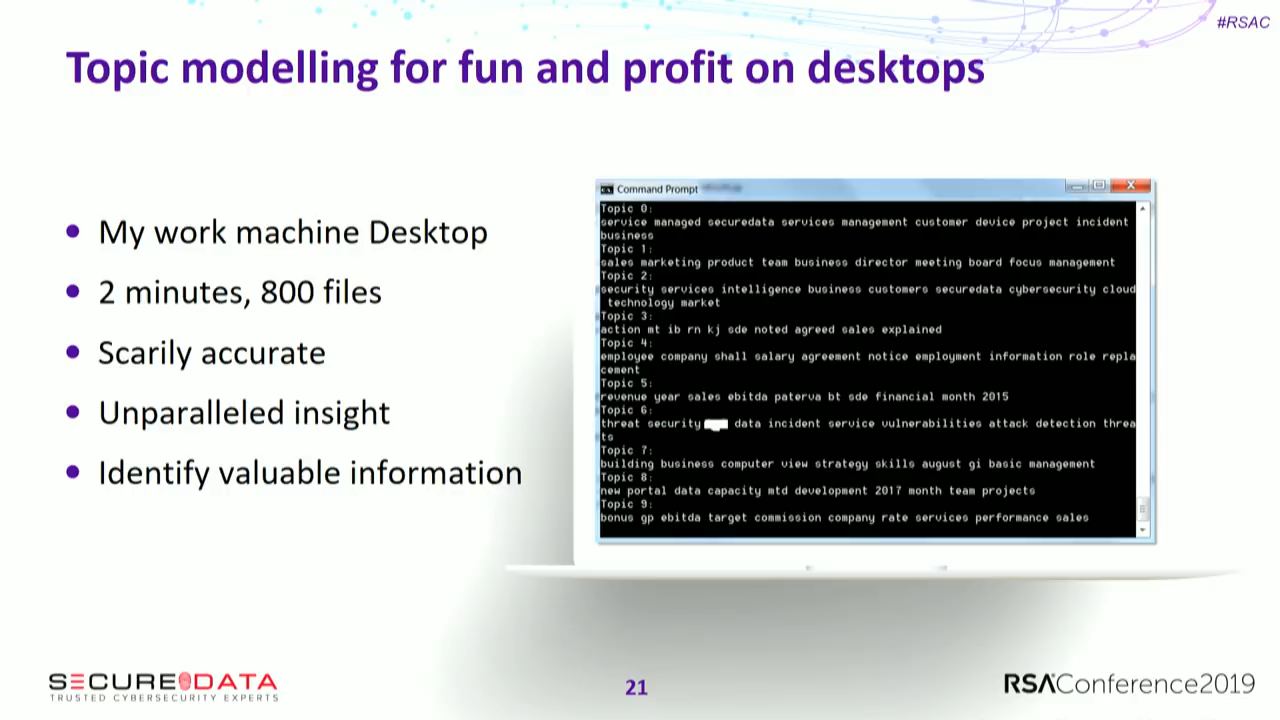 #RSAC
Topic modelling for fun and profit on desktops
My work machine Desktop
2 minutes, 800 files
Scarily accurate
Unparalleled insight
Identify valuable information
Command Prompt
Topic 0:
service managed securedata services management customer device project incident
business
Topic 1:
sales marketing product team business director meeting board focus management
Topic 2:
security services intelligence business customers securedata cybersecurity cloud
technology market
Topic 3:
action mt ib rn kj sde noted agreed sales explained
Topic 4:
employee company shall salary agreement notice employment information role repla
cement
Topic 5:
revenue year sales ebitda paterva bt sde financial month 2015
Topic 6:
threat security data incident service vulnerabilities attack detection threa
ts
Topic 7:
building business computer view strategy skills august gi basic management
Topic 8:
new portal data capacity mtd development 2017 month team projects
Topic 9:
bonus gp ebitda target commission company rate services performance sales
SECUREDATA
TRUSTED CYBERSECURITY EXPERTS
21
RSAConference2019